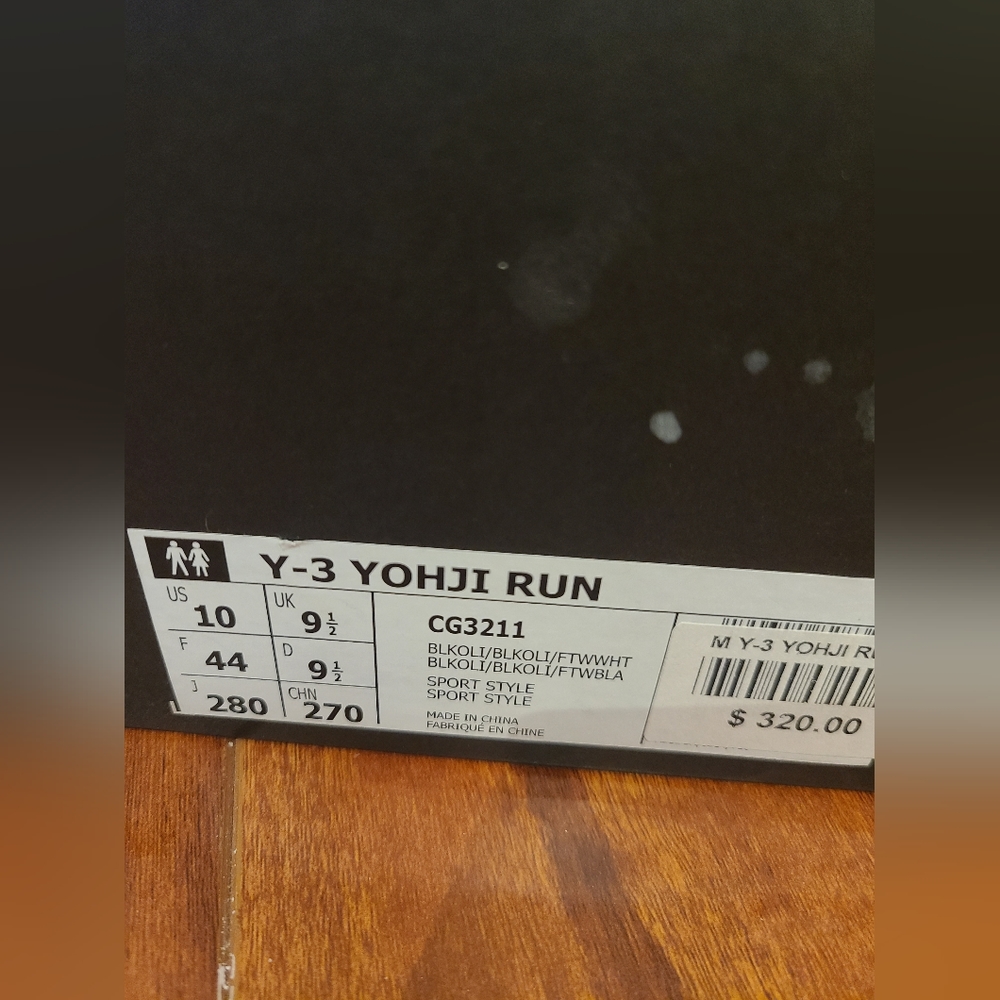 Y-3 YOHJI RUN
US 10 UK 9 1/2
F 44 D 9 1/2
J 280 CHN 270
CG3211
BLKOLI/BLKOLI/FTWWHT
BLKOLI/BLKOLI/FTWBLA
SPORT STYLE
SPORT STYLE
MADE IN CHINA
FABRIQUÉ EN CHINE
M Y-3 YOHJI
$ 320.00